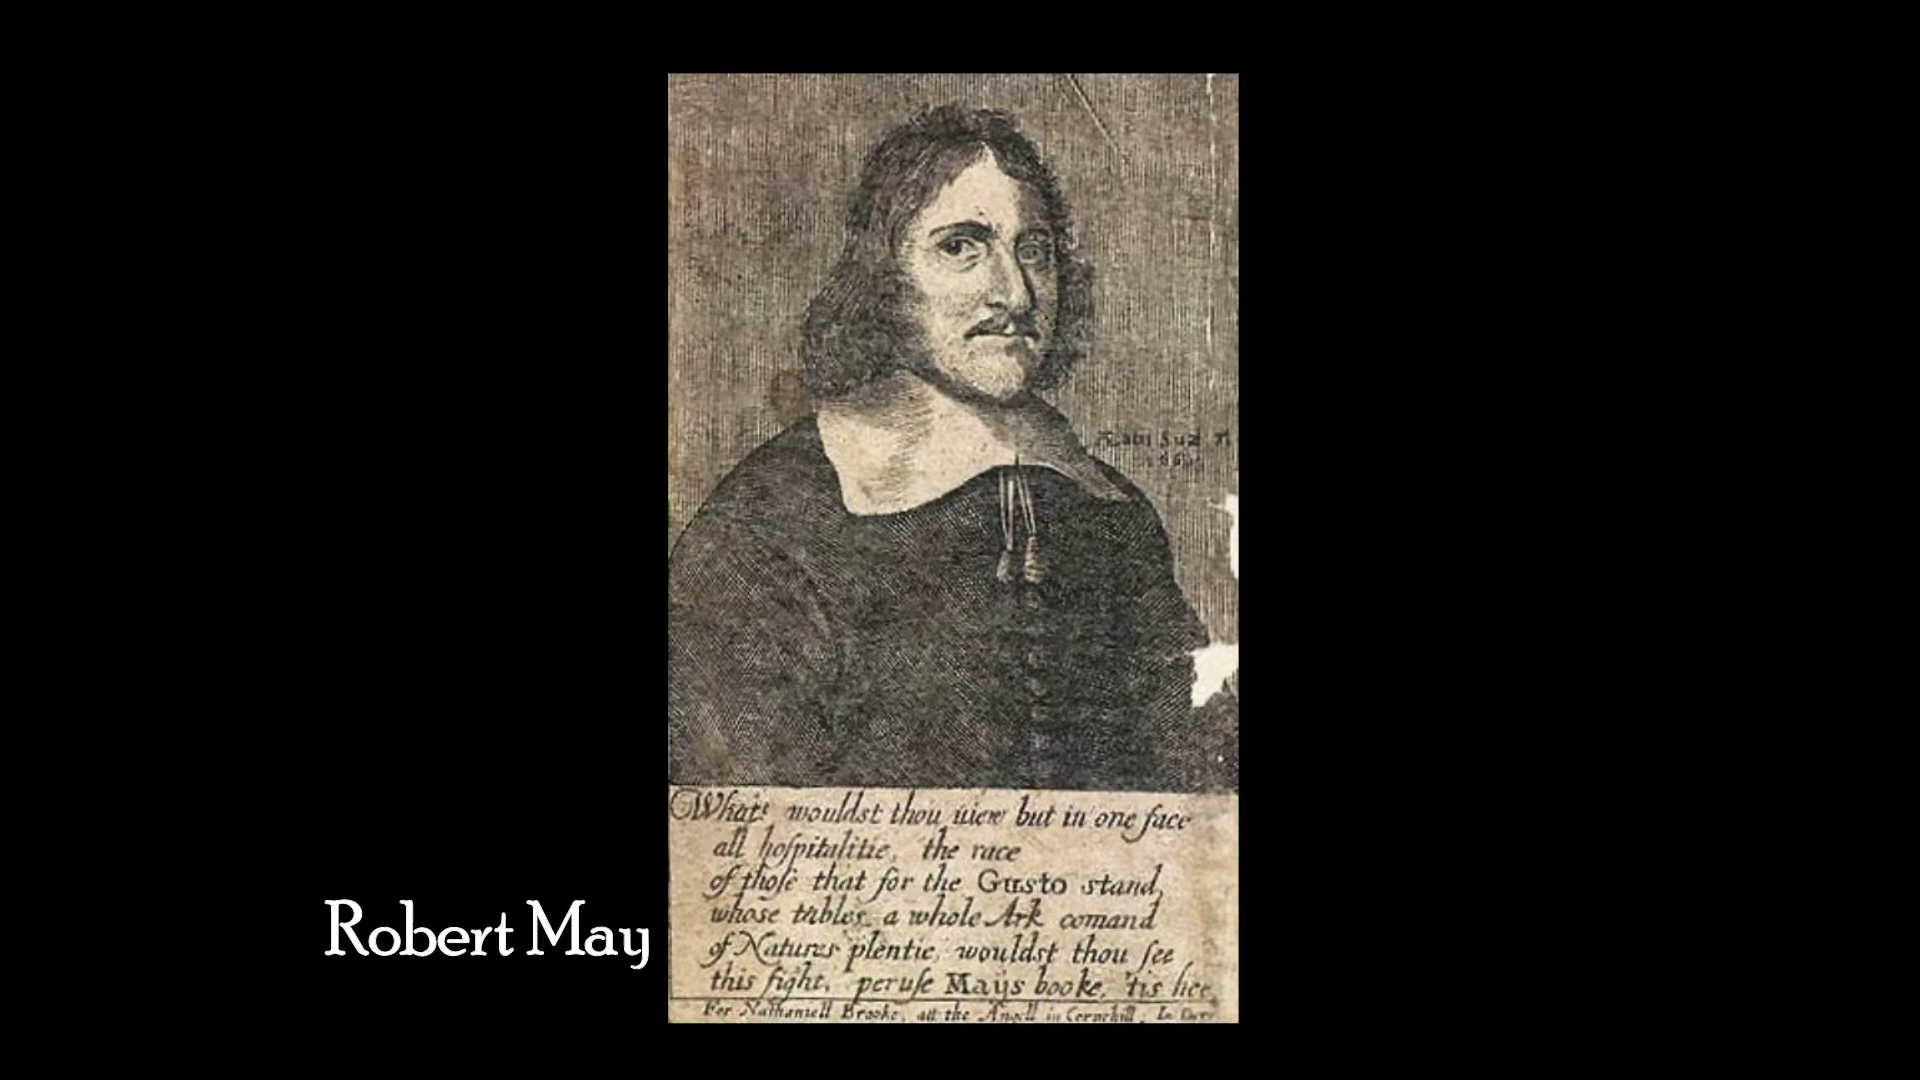 What! wouldst thou view but in one face
all hoſpitalitie, the race
of thoſe that for the Gusto stand,
whose tables a whole Ark comand
of Natures plentie, wouldst thou ſee
this ſight, peruſe Mays booke, 'tis hee
For Nathaniell Brooke, att the Angell in Cornehill.
Robert May